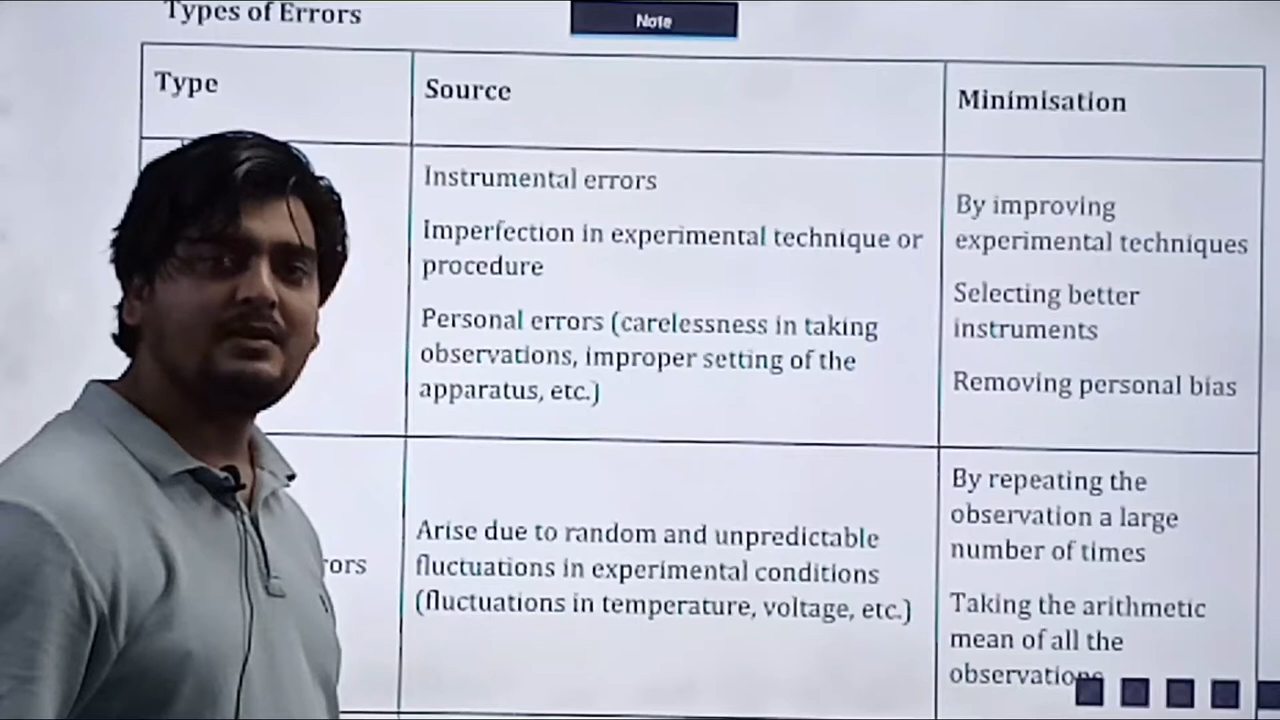 Types of Errors
Note
Type
Source
Minimisation
Instrumental errors
Imperfection in experimental technique or
procedure
Personal errors (carelessness in taking
observations, improper setting of the
apparatus, etc.)
By improving
experimental techniques
Selecting better
instruments
Removing personal bias
rors
Arise due to random and unpredictable
fluctuations in experimental conditions
(fluctuations in temperature, voltage, etc.)
By repeating the
observation a large
number of times
Taking the arithmetic
mean of all the
observations